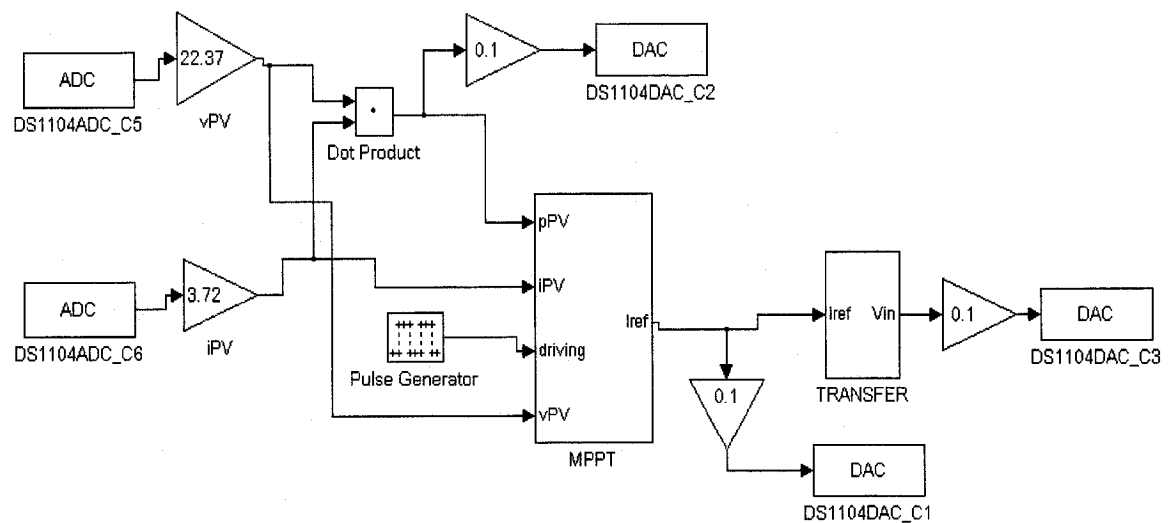 ADC
DS1104ADC_C5
22.37
vPV
Dot Product
0.1
DAC
DS1104DAC_C2
ADC
DS1104ADC_C6
3.72
iPV
Pulse Generator
pPV
iPV
driving
vPV
Iref
MPPT
0.1
DAC
DS1104DAC_C1
Iref
Vin
TRANSFER
0.1
DAC
DS1104DAC_C3